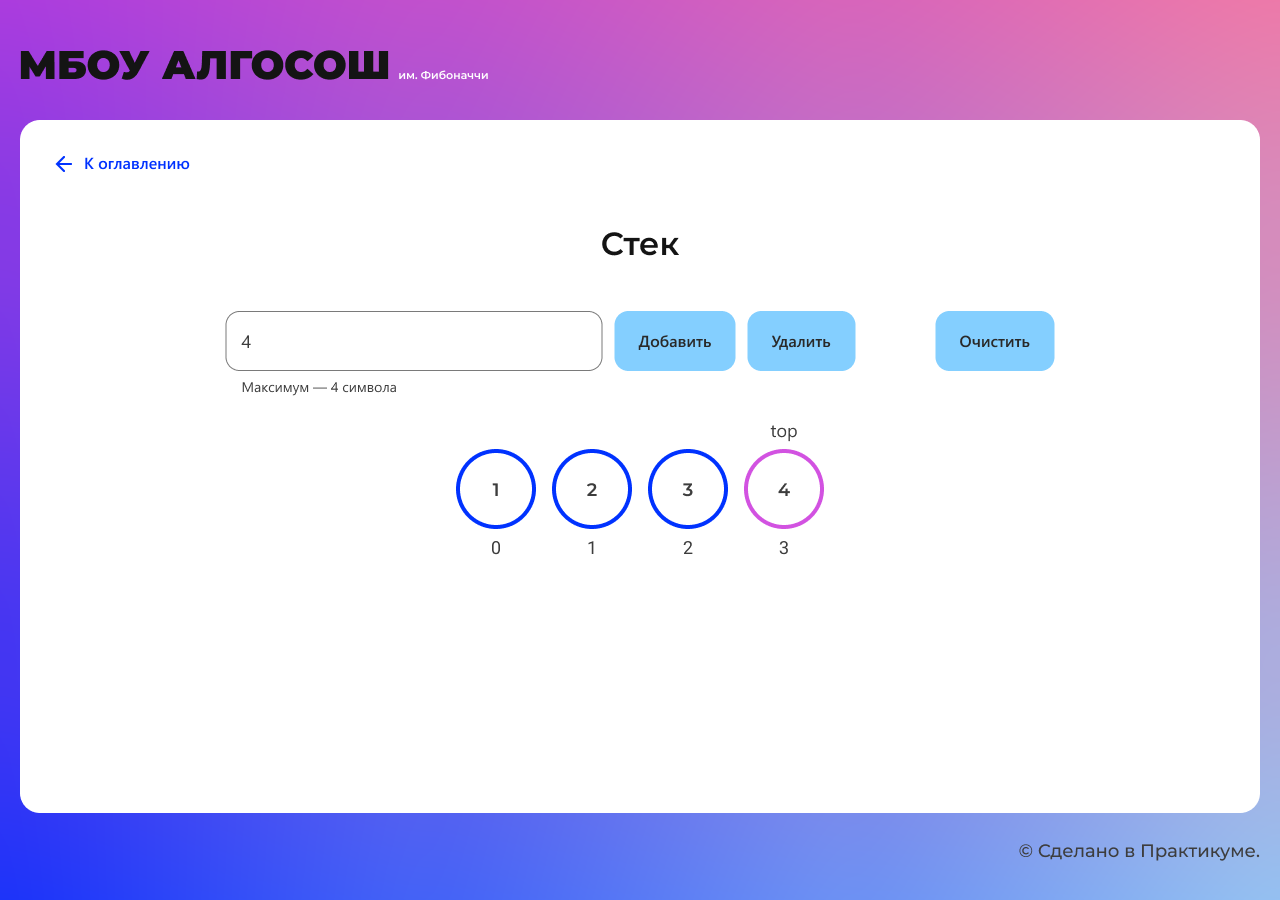 МБОУ АЛГОСОШ им. Фибоначчи
К оглавлению
Стек
4 Добавить Удалить Очистить
Максимум — 4 символа
top
1 2 3 4
0 1 2 3
© Сделано в Практикуме.